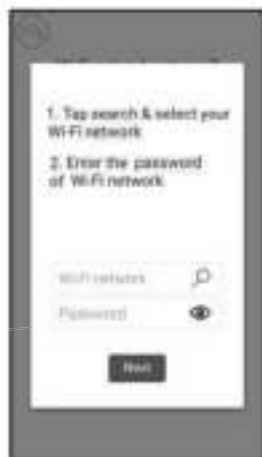 1. Tap search & select your
Wi-Fi network
2. Enter the password
of Wi-Fi network
Wi-Fi network
Password
Next